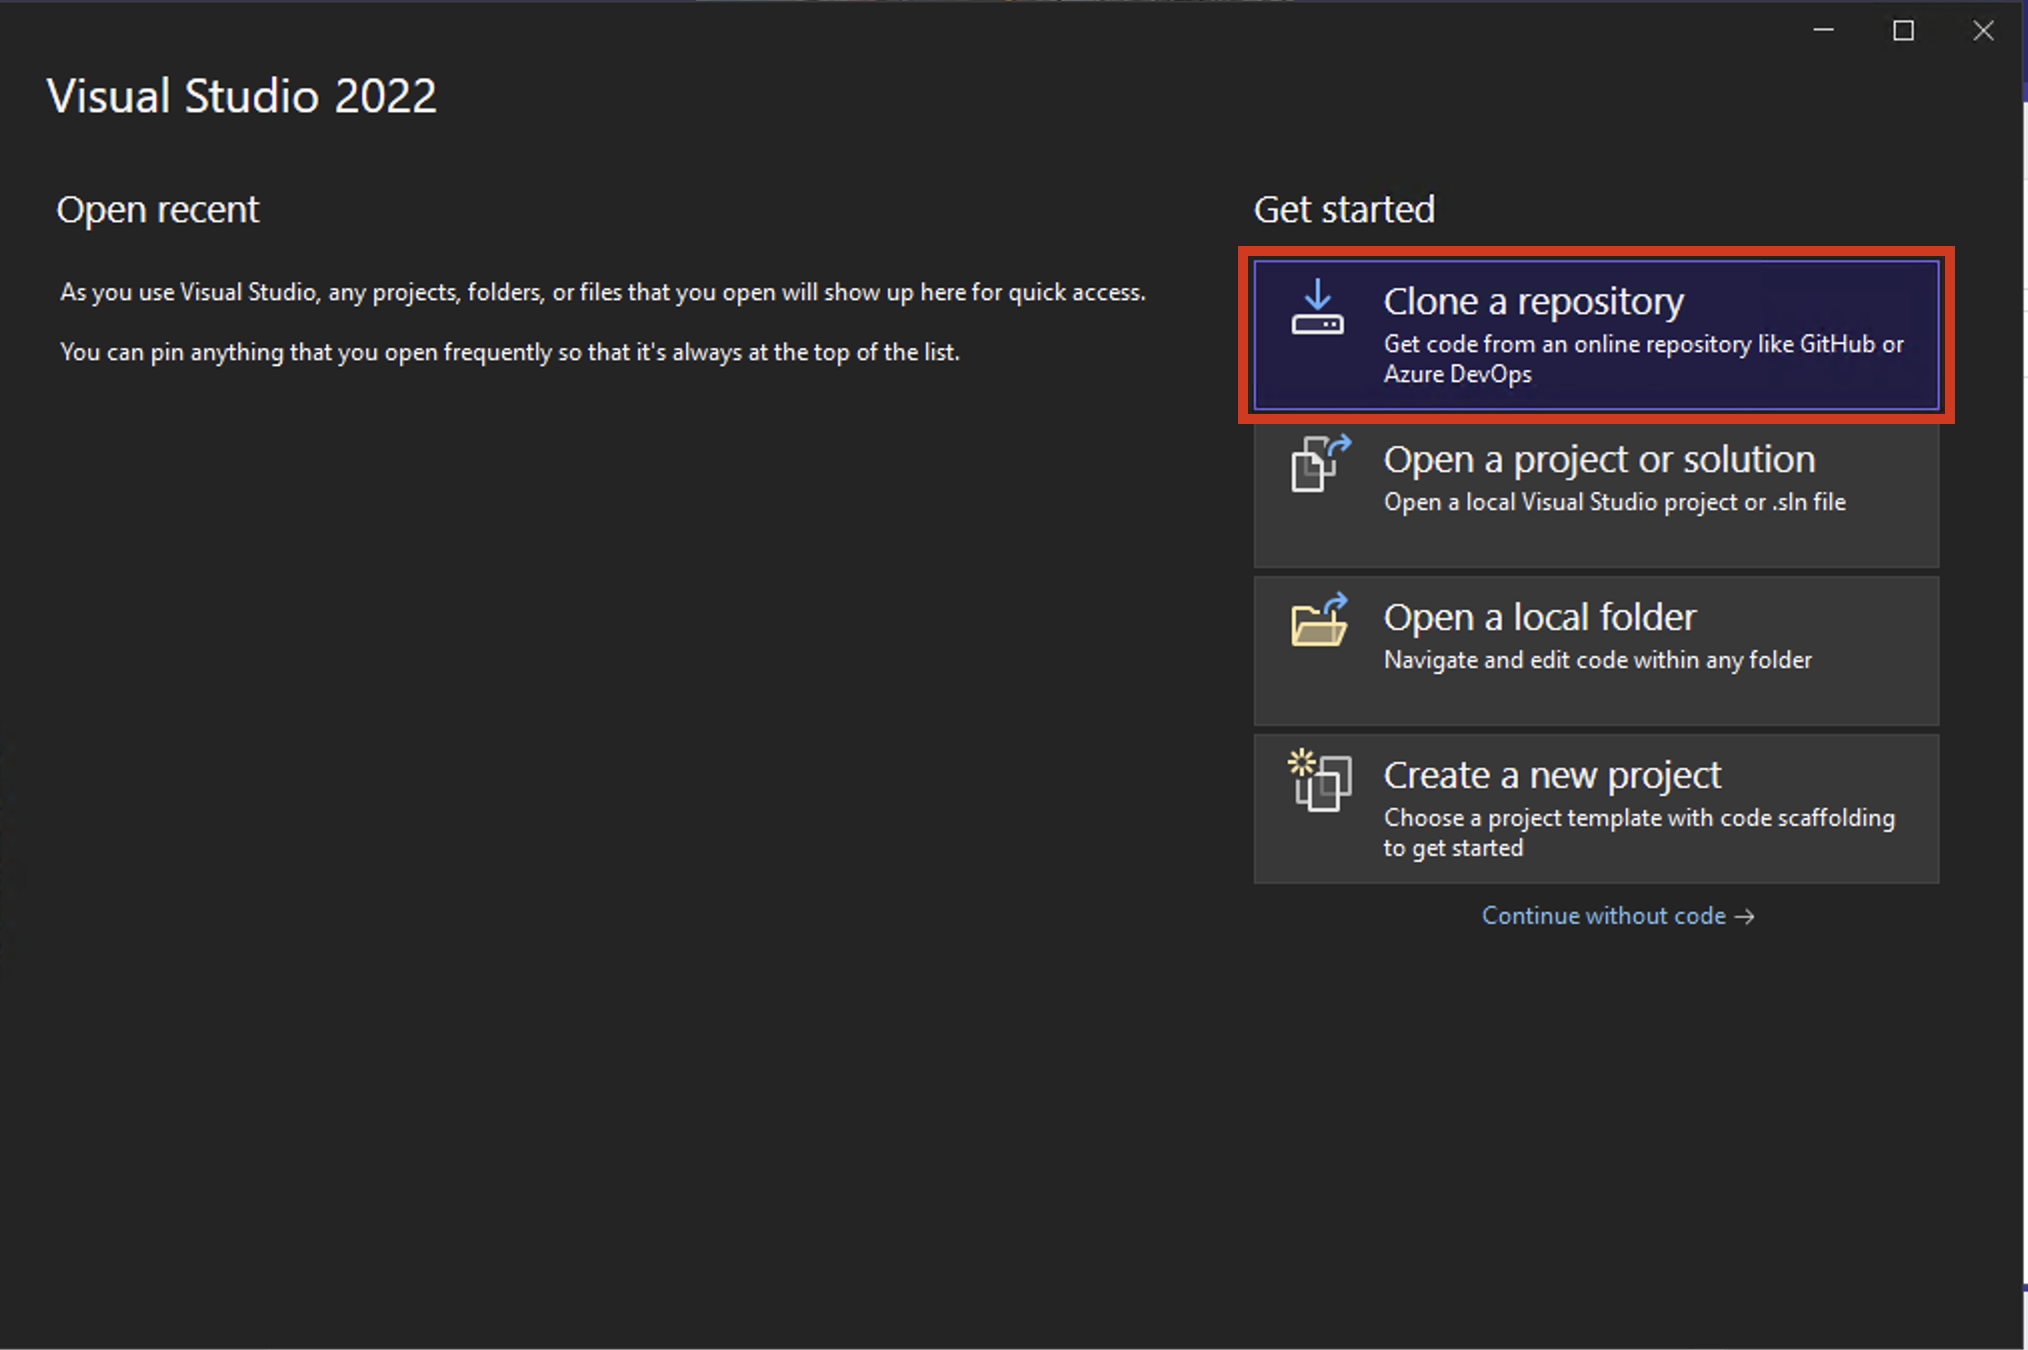 Visual Studio 2022
Open recent
As you use Visual Studio, any projects, folders, or files that you open will show up here for quick access.
You can pin anything that you open frequently so that it's always at the top of the list.
Get started
Clone a repository
Get code from an online repository like GitHub or
Azure DevOps
Open a project or solution
Open a local Visual Studio project or .sln file
Open a local folder
Navigate and edit code within any folder
Create a new project
Choose a project template with code scaffolding
to get started
Continue without code →